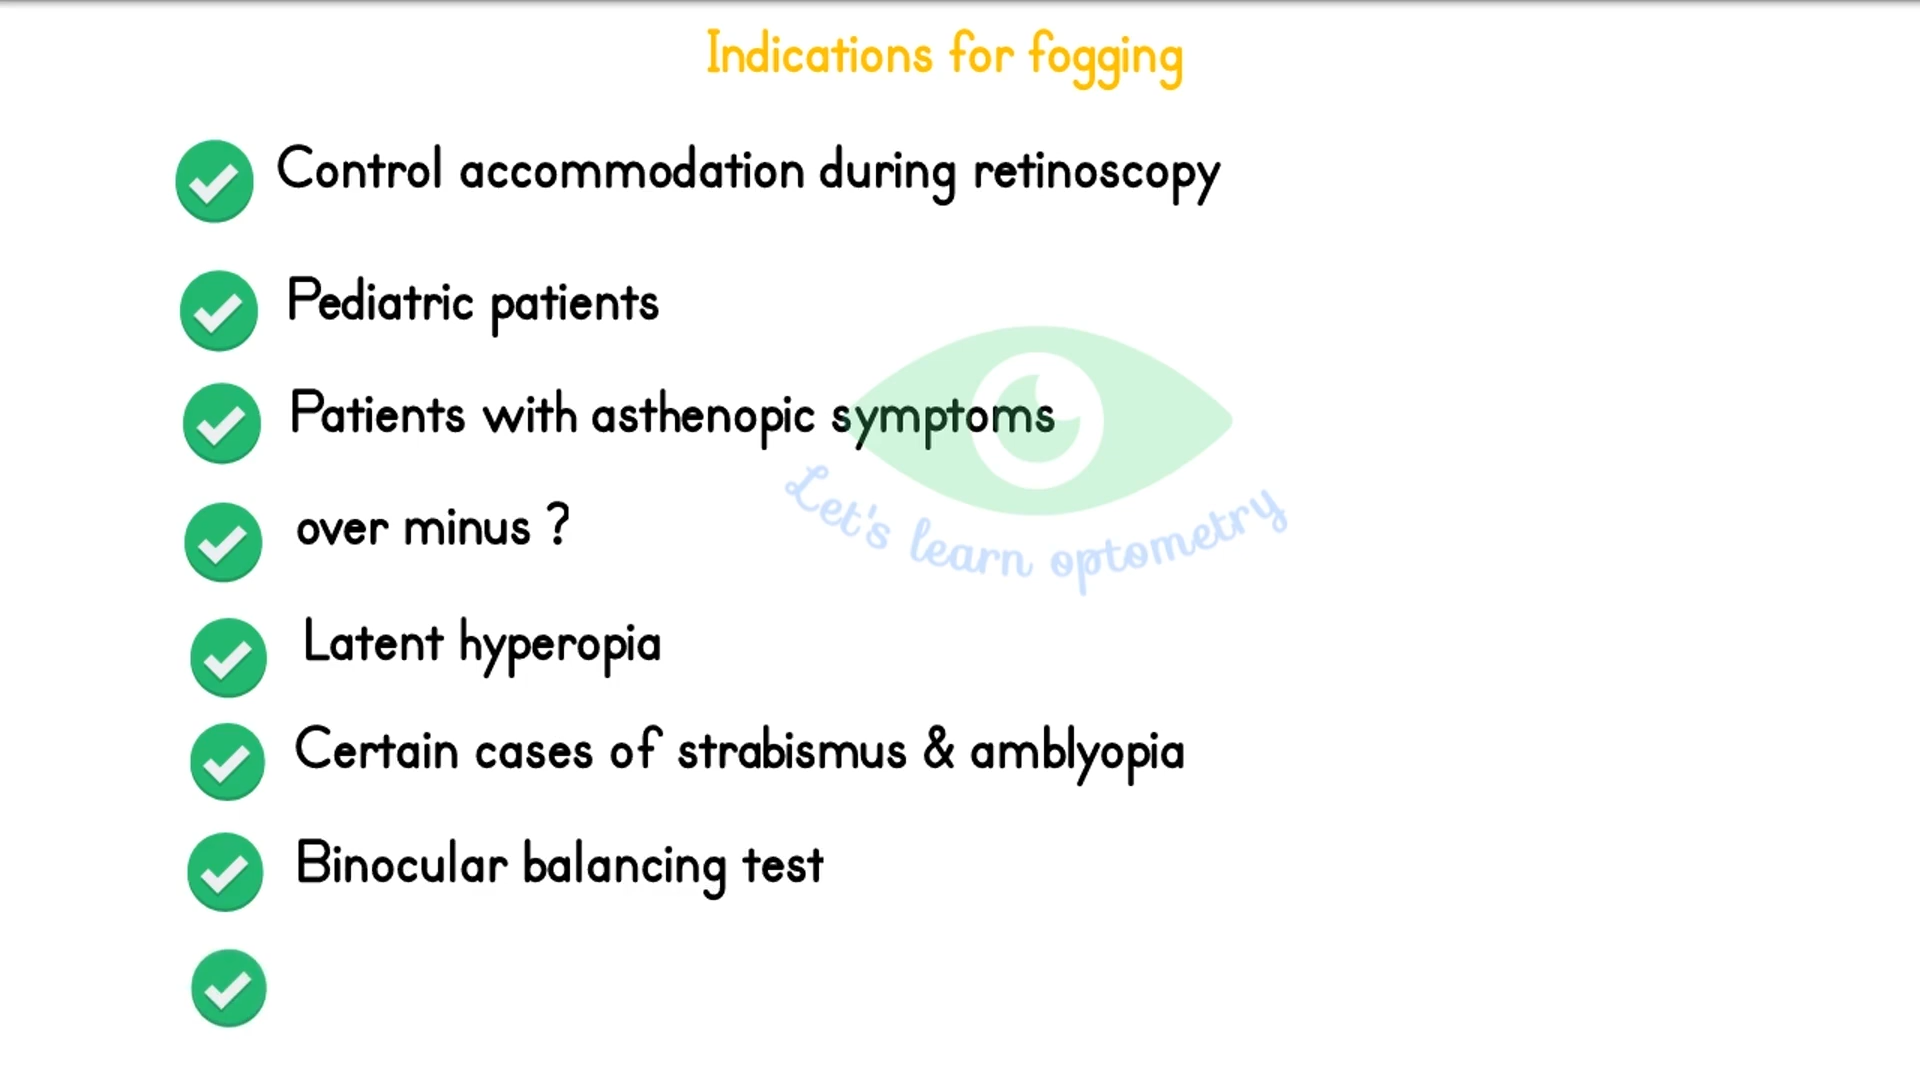 Indications for fogging
Control accommodation during retinoscopy
Pediatric patients
Patients with asthenopic symptoms
over minus ?
Let's learn optometry
Latent hyperopia
Certain cases of strabismus & amblyopia
Binocular balancing test